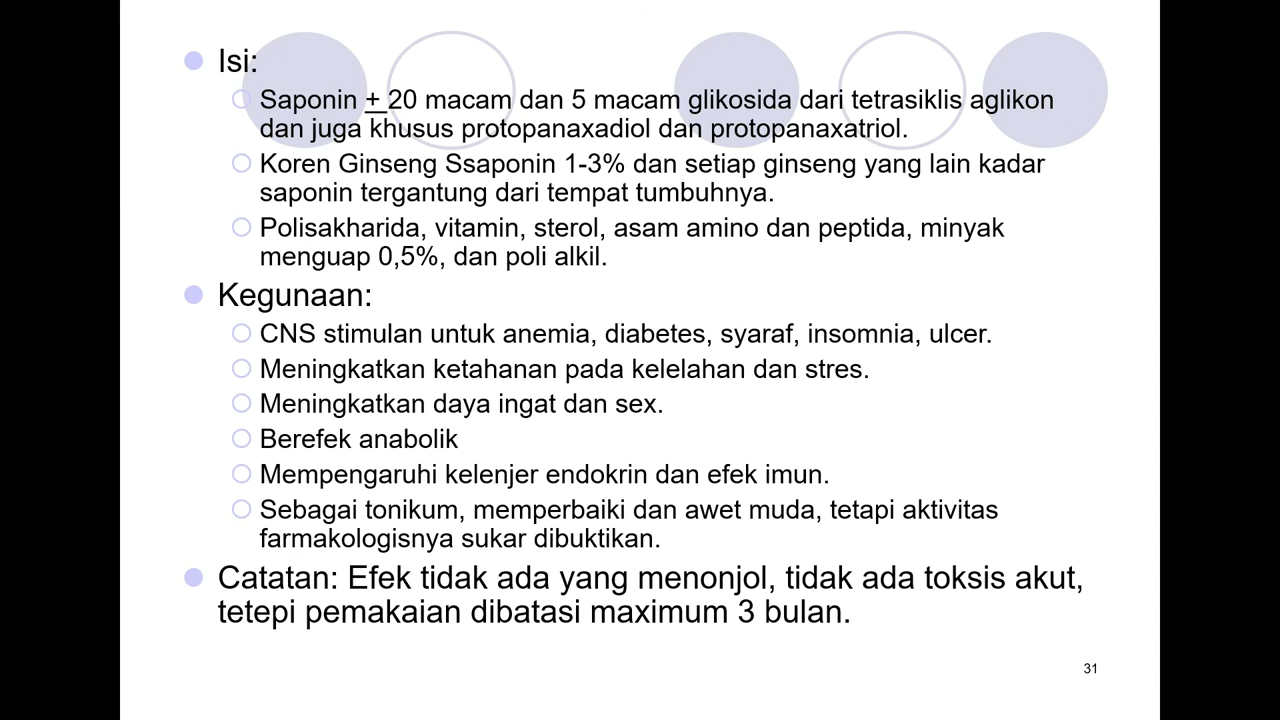 Isi:
Saponin + 20 macam dan 5 macam glikosida dari tetrasiklis aglikon
dan juga khusus protopanaxadiol dan protopanaxatriol.
Koren Ginseng Ssaponin 1-3% dan setiap ginseng yang lain kadar
saponin tergantung dari tempat tumbuhnya.
Polisakharida, vitamin, sterol, asam amino dan peptida, minyak
menguap 0,5%, dan poli alkil.
Kegunaan:
CNS stimulan untuk anemia, diabetes, syaraf, insomnia, ulcer.
Meningkatkan ketahanan pada kelelahan dan stres.
Meningkatkan daya ingat dan sex.
Berefek anabolik
Mempengaruhi kelenjer endokrin dan efek imun.
Sebagai tonikum, memperbaiki dan awet muda, tetapi aktivitas
farmakologisnya sukar dibuktikan.
Catatan: Efek tidak ada yang menonjol, tidak ada toksis akut,
tetepi pemakaian dibatasi maximum 3 bulan.
31